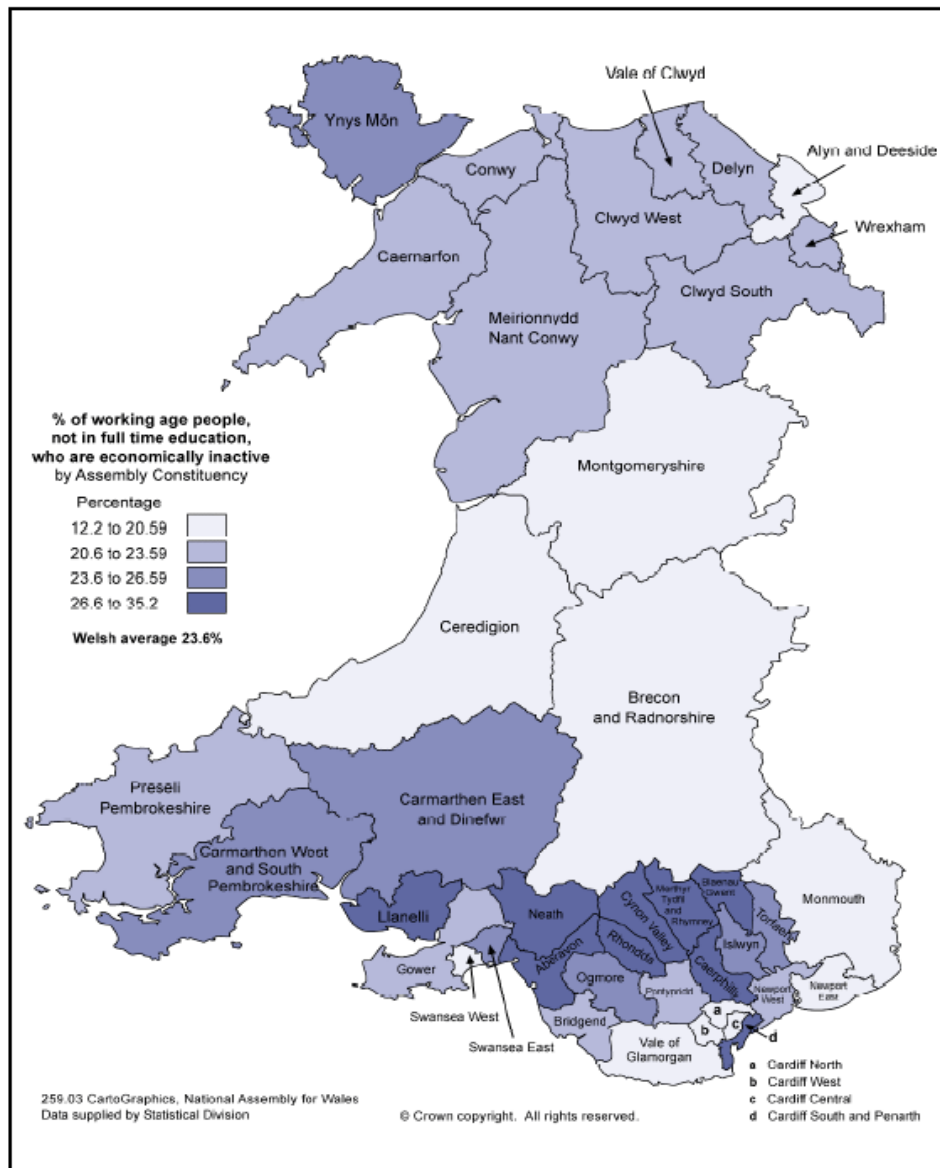 Vale of Clwyd
Ynys Môn
Alyn and Deeside
Conwy
Delyn
Clwyd West
Wrexham
Caernarfon
Clwyd South
Meirionnydd
Nant Conwy
% of working age people,
not in full time education,
who are economically inactive
by Assembly Constituency
Percentage
12.2 to 20.59
20.6 to 23.59
23.6 to 26.59
26.6 to 35.2
Welsh average 23.6%
Montgomeryshire
Ceredigion
Brecon
and Radnorshire
Preseli
Pembrokeshire
Carmarthen East
and Dinefwr
Carmarthen West
and South
Pembrokeshire
Llanelli
Neath
Cynon Valley
Merthyr
Tydfil
and
Rhymney
Blaenau
Gwent
Torfaen
Monmouth
Islwyn
Aberavon
Rhondda
Caerphilly
Gower
Ogmore
Pontypridd
Newport
West
Newport
East
Swansea West
Swansea East
Bridgend
Vale of
Glamorgan
a
b
c
d
a Cardiff North
b Cardiff West
c Cardiff Central
d Cardiff South and Penarth
259.03 CartoGraphics, National Assembly for Wales
Data supplied by Statistical Division
© Crown copyright. All rights reserved.